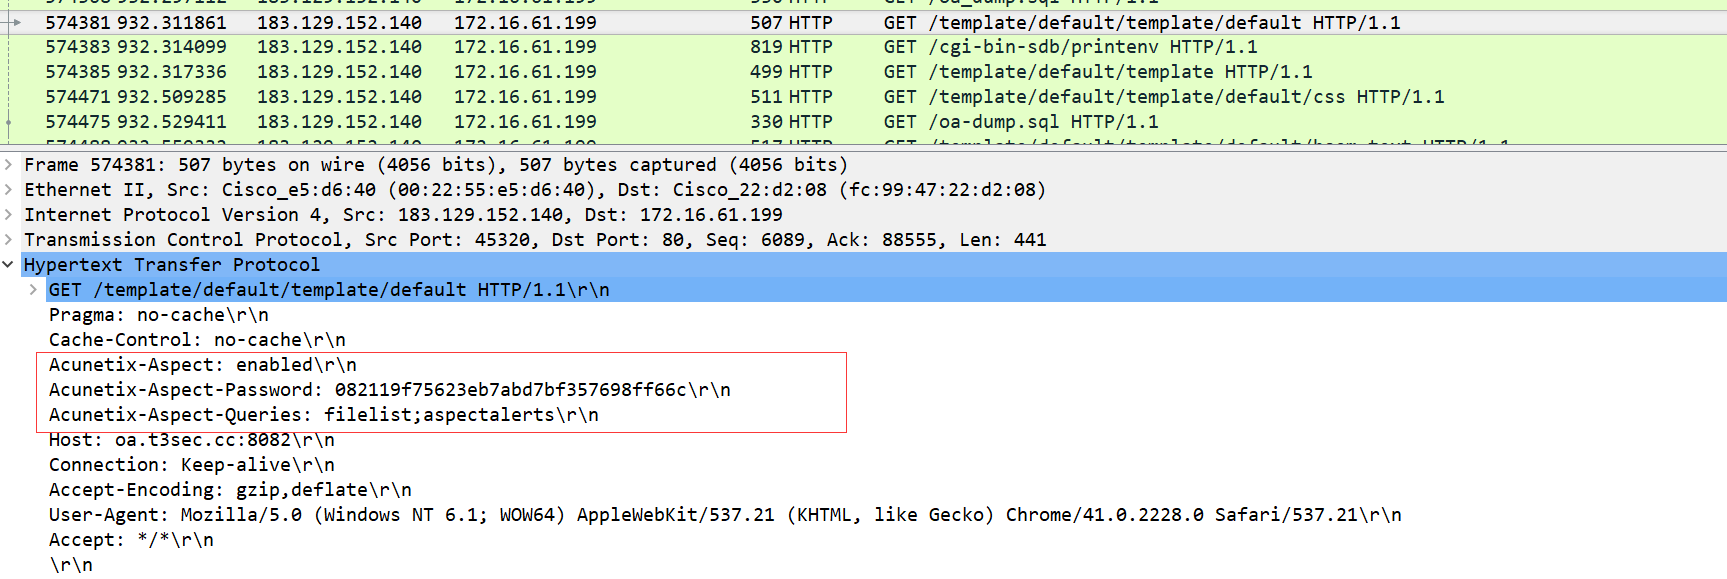 574381 932.311861 183.129.152.140 172.16.61.199 507 HTTP GET /template/default/template/default HTTP/1.1
574383 932.314099 183.129.152.140 172.16.61.199 819 HTTP GET /cgi-bin-sdb/printenv HTTP/1.1
574385 932.317336 183.129.152.140 172.16.61.199 499 HTTP GET /template/default/template HTTP/1.1
574471 932.509285 183.129.152.140 172.16.61.199 511 HTTP GET /template/default/template/default/css HTTP/1.1
574475 932.529411 183.129.152.140 172.16.61.199 330 HTTP GET /oa-dump.sql HTTP/1.1
Frame 574381: 507 bytes on wire (4056 bits), 507 bytes captured (4056 bits)
Ethernet II, Src: Cisco_e5:d6:40 (00:22:55:e5:d6:40), Dst: Cisco_22:d2:08 (fc:99:47:22:d2:08)
Internet Protocol Version 4, Src: 183.129.152.140, Dst: 172.16.61.199
Transmission Control Protocol, Src Port: 45320, Dst Port: 80, Seq: 6089, Ack: 88555, Len: 441
Hypertext Transfer Protocol
GET /template/default/template/default HTTP/1.1\r\n
Pragma: no-cache\r\n
Cache-Control: no-cache\r\n
Acunetix-Aspect: enabled\r\n
Acunetix-Aspect-Password: 082119f75623eb7abd7bf357698ff66c\r\n
Acunetix-Aspect-Queries: filelist;aspectalerts\r\n
Host: oa.t3sec.cc:8082\r\n
Connection: Keep-alive\r\n
Accept-Encoding: gzip,deflate\r\n
User-Agent: Mozilla/5.0 (Windows NT 6.1; WOW64) AppleWebKit/537.21 (KHTML, like Gecko) Chrome/41.0.2228.0 Safari/537.21\r\n
Accept: */*\r\n
\r\n